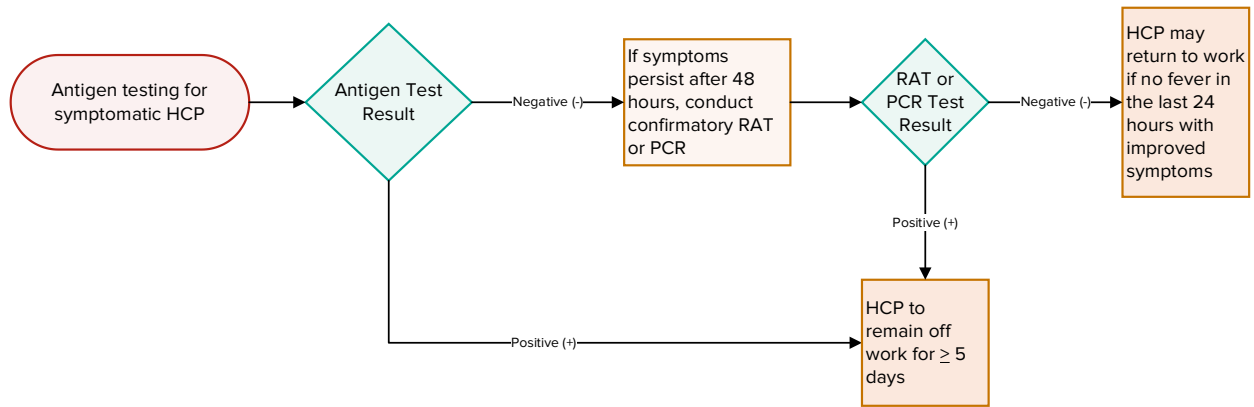 Antigen testing for
symptomatic HCP
Antigen Test
Result
Negative (-)
If symptoms
persist after 48
hours, conduct
confirmatory RAT
or PCR
RAT or
PCR Test
Result
Negative (-)
HCP may
return to work
if no fever in
the last 24
hours with
improved
symptoms
Positive (+)
Positive (+)
HCP to
remain off
work for ≥ 5
days